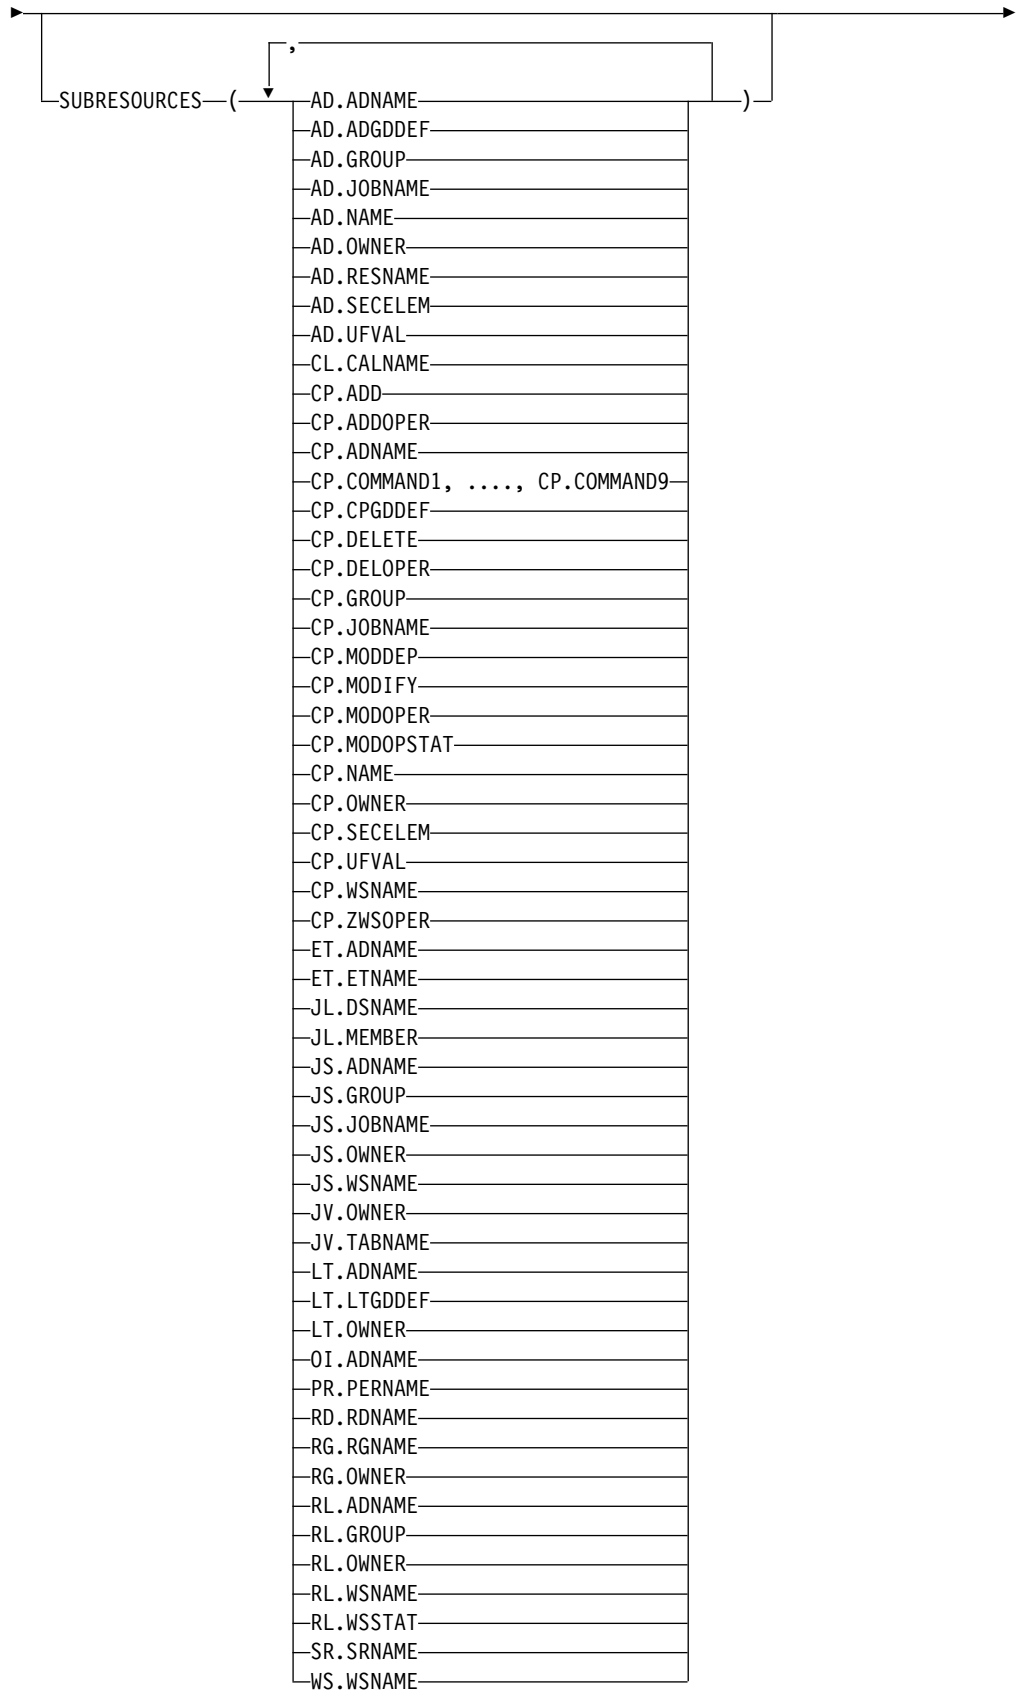 ,
SUBRESOURCES ( AD.ADNAME )
AD.ADGDDEF
AD.GROUP
AD.JOBNAME
AD.NAME
AD.OWNER
AD.RESNAME
AD.SECELEM
AD.UFVAL
CL.CALNAME
CP.ADD
CP.ADDOPER
CP.ADNAME
CP.COMMAND1, ...., CP.COMMAND9
CP.CPGDDEF
CP.DELETE
CP.DELOPER
CP.GROUP
CP.JOBNAME
CP.MODDEP
CP.MODIFY
CP.MODOPER
CP.MODOPSTAT
CP.NAME
CP.OWNER
CP.SECELEM
CP.UFVAL
CP.WSNAME
CP.ZWSOPER
ET.ADNAME
ET.ETNAME
JL.DSNAME
JL.MEMBER
JS.ADNAME
JS.GROUP
JS.JOBNAME
JS.OWNER
JS.WSNAME
JV.OWNER
JV.TABNAME
LT.ADNAME
LT.LTGDDEF
LT.OWNER
OI.ADNAME
PR.PERNAME
RD.RDNAME
RG.RGNAME
RG.OWNER
RL.ADNAME
RL.GROUP
RL.OWNER
RL.WSNAME
RL.WSSTAT
SR.SRNAME
WS.WSNAME